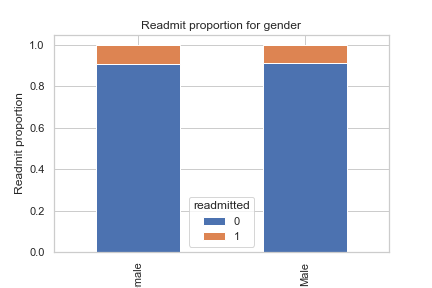 Readmit proportion for gender
Readmit proportion
1.0
0.8
0.6
0.4
0.2
0.0
readmitted
0
1
male
Male